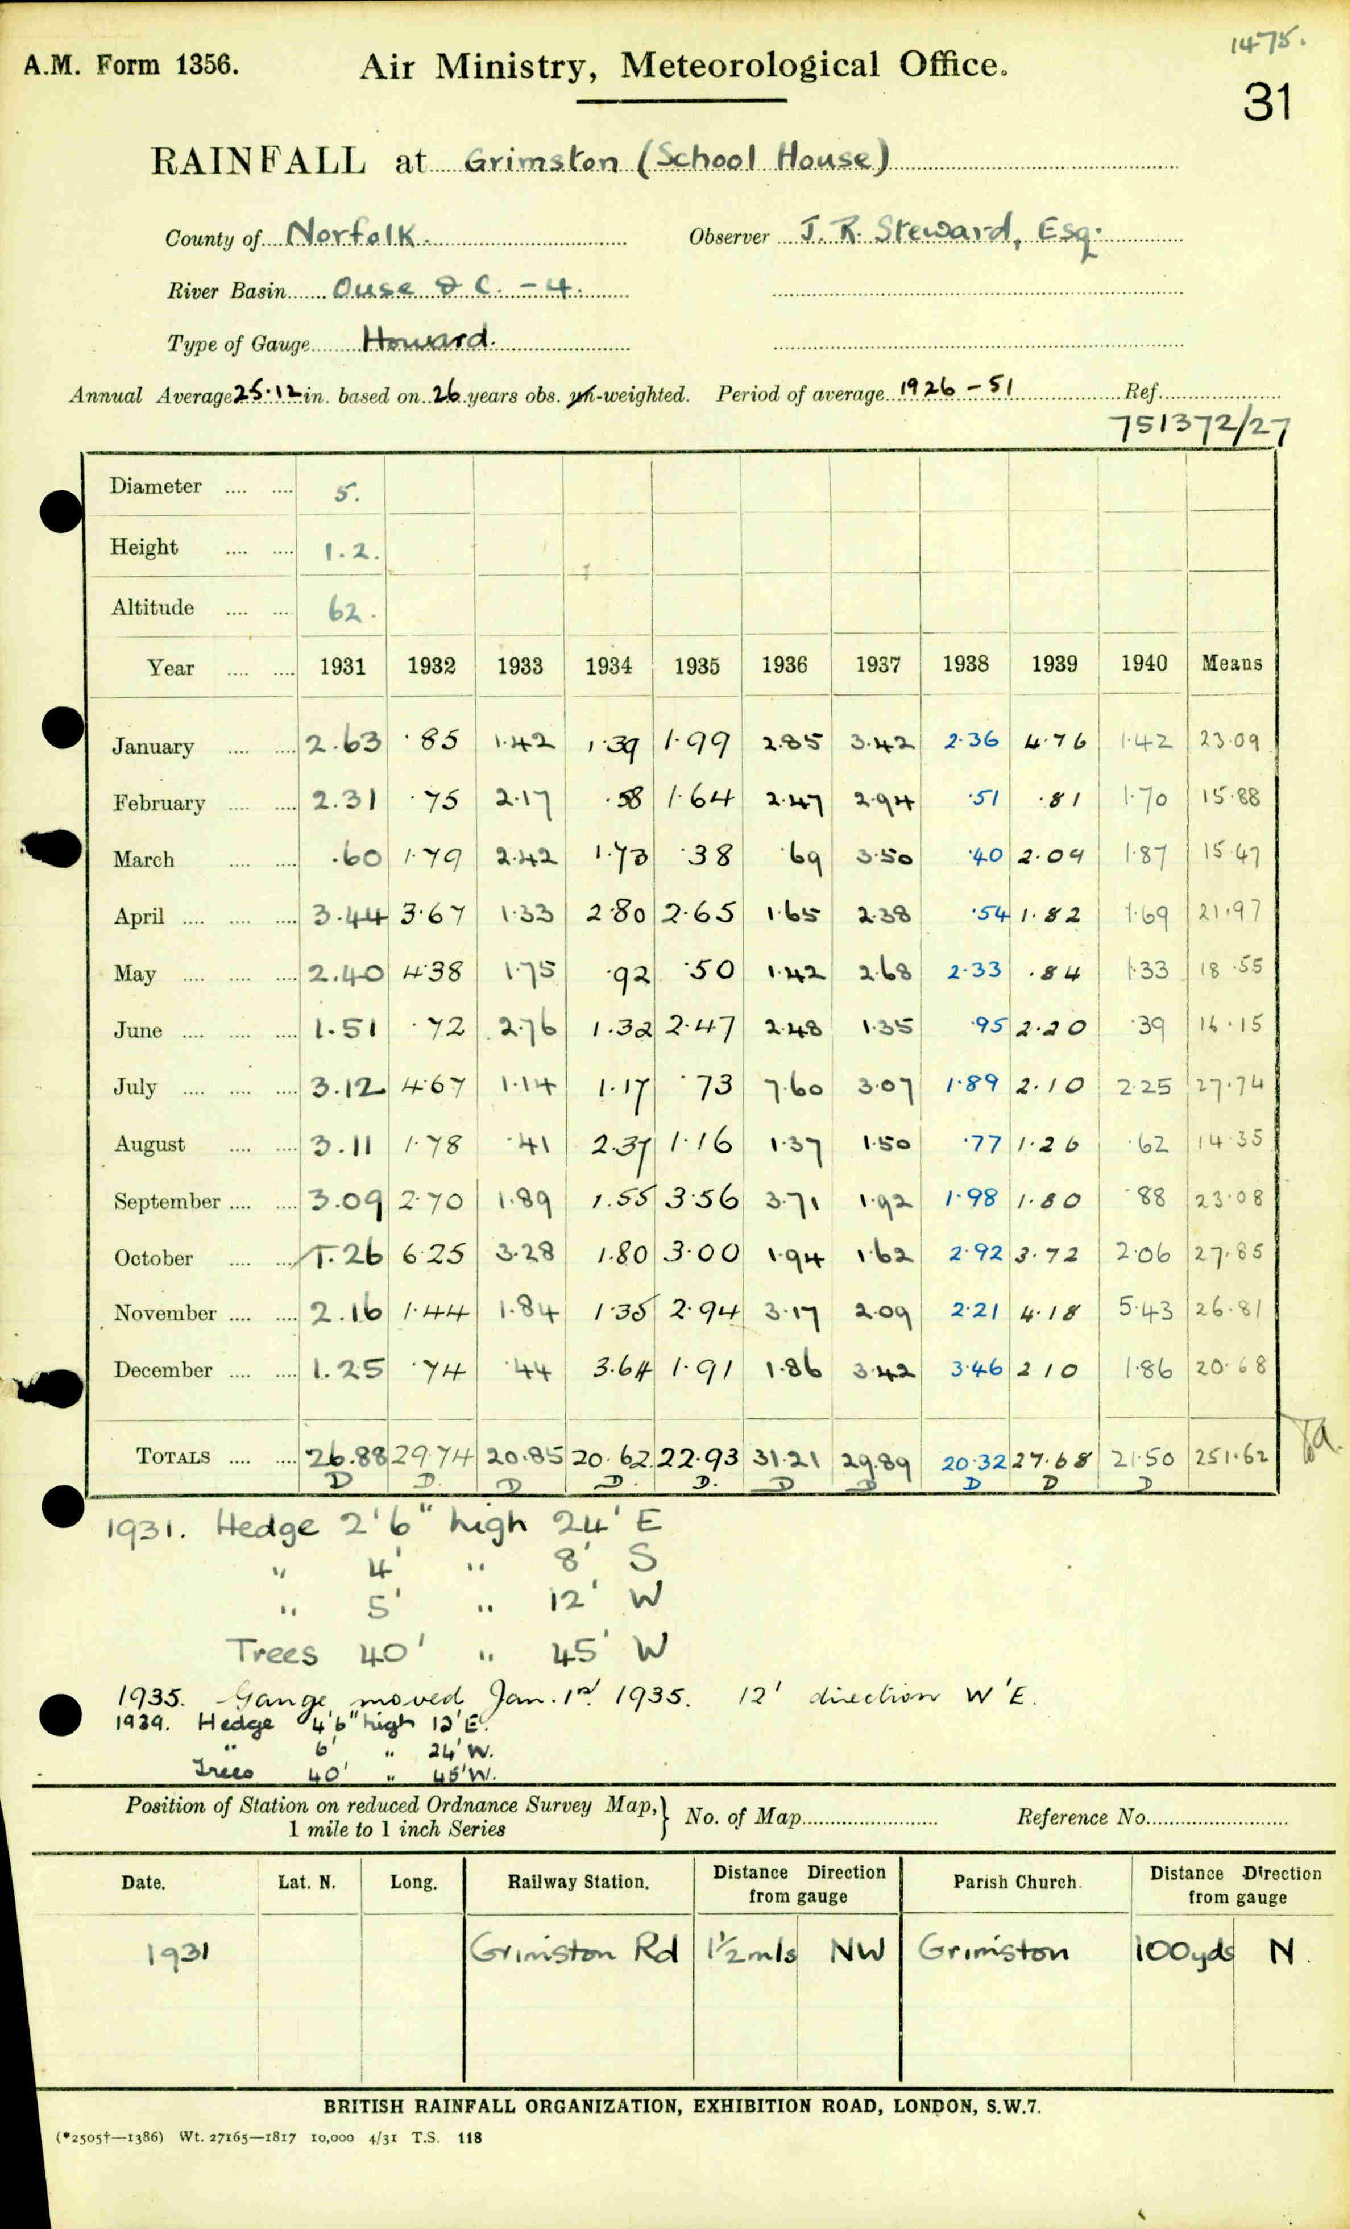 1475.
A.M. Form 1356. Air Ministry, Meteorological Office.
31
RAINFALL at Grimston (School House)
County of Norfolk. Observer J. R. Steward, Esq.
River Basin Ouse & C. - 4.
Type of Gauge Howard.
Annual Average 25.12 in. based on 26 years obs. un-weighted. Period of average 1926 - 51 Ref.
751372/27
Diameter 5.
Height 1.2.
Altitude 62.
Year 1931 1932 1933 1934 1935 1936 1937 1938 1939 1940 Means
January 2.63 .85 1.42 1.39 1.99 2.85 3.42 2.36 4.76 1.42 23.09
February 2.31 .75 2.17 .58 1.64 2.47 2.94 .51 .81 1.70 15.88
March .60 1.79 2.42 1.73 .38 .69 3.50 .40 2.09 1.87 15.47
April 3.44 3.67 1.33 2.80 2.65 1.65 2.38 .54 1.82 1.69 21.97
May 2.40 4.38 1.75 .92 .50 1.42 2.68 2.33 .84 1.33 18.55
June 1.51 .72 2.76 1.32 2.47 2.48 1.35 .95 2.20 .39 16.15
July 3.12 4.67 1.14 1.17 .73 7.60 3.07 1.89 2.10 2.25 27.74
August 3.11 1.78 .41 2.37 1.16 1.37 1.50 .77 1.26 .62 14.35
September 3.09 2.70 1.89 1.55 3.56 3.71 1.92 1.98 1.80 .88 23.08
October 1.26 6.25 3.28 1.80 3.00 1.94 1.62 2.92 3.72 2.06 27.85
November 2.16 1.44 1.84 1.35 2.94 3.17 2.09 2.21 4.18 5.43 26.81
December 1.25 .74 .44 3.64 1.91 1.86 3.42 3.46 2 10 1.86 20.68
TOTALS 26.88 29.74 20.85 20.62 22.93 31.21 29.89 20.32 27.68 21.50 251.62
D D. D D. D. D D D D D
1931. Hedge 2'6" high 24' E
" 4' " 8' S
" 5' " 12' W
Trees 40' " 45' W
1935. Gauge moved Jan. 1st 1935. 12' direction W'E.
1939. Hedge 4'6" high 12'E.
" 6' " 24'W.
Trees 40' " 45'W.
Position of Station on reduced Ordnance Survey Map, } No. of Map Reference No.
1 mile to 1 inch Series
Date. Lat. N. Long. Railway Station. Distance Direction from gauge Parish Church. Distance Direction from gauge
1931 Grimston Rd 1½mls NW Grimston 100yds N.
BRITISH RAINFALL ORGANIZATION, EXHIBITION ROAD, LONDON, S.W.7.
(*2505†—1386) Wt. 27165—1817 10,000 4/31 T.S. 118